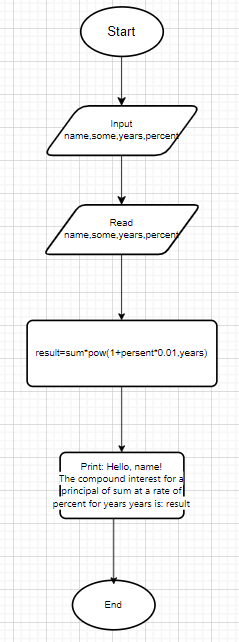 Start
Input
name,some,years,percent
Read
name,some,years,percent
result=sum*pow(1+persent*0.01,years)
Print: Hello, name!
The compound interest for a
principal of sum at a rate of
percent for years years is: result
End